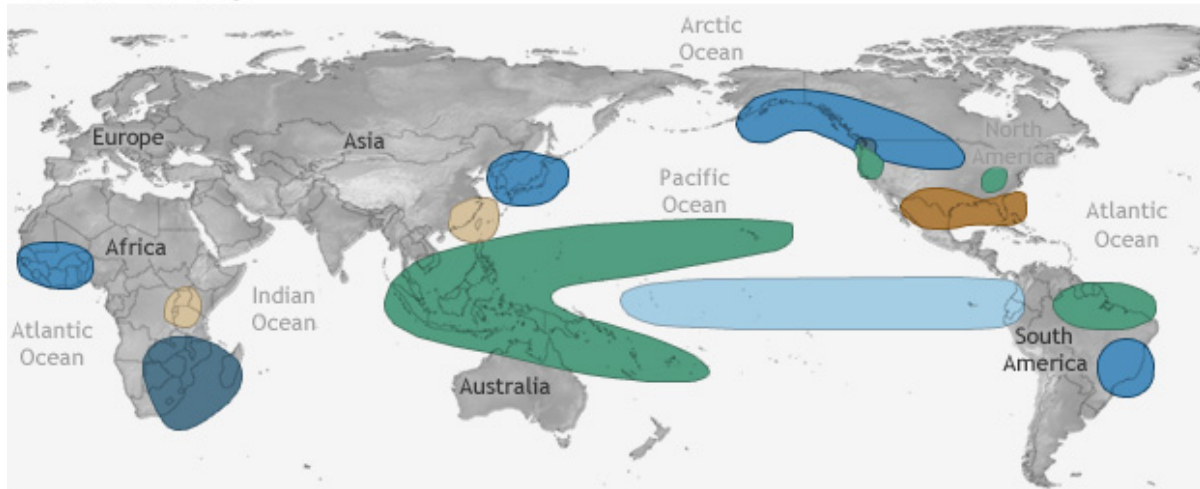 Arctic
Ocean
Europe
Asia
North
America
Pacific
Ocean
Africa
Atlantic
Ocean
Indian
Ocean
Atlantic
Ocean
South
America
Australia